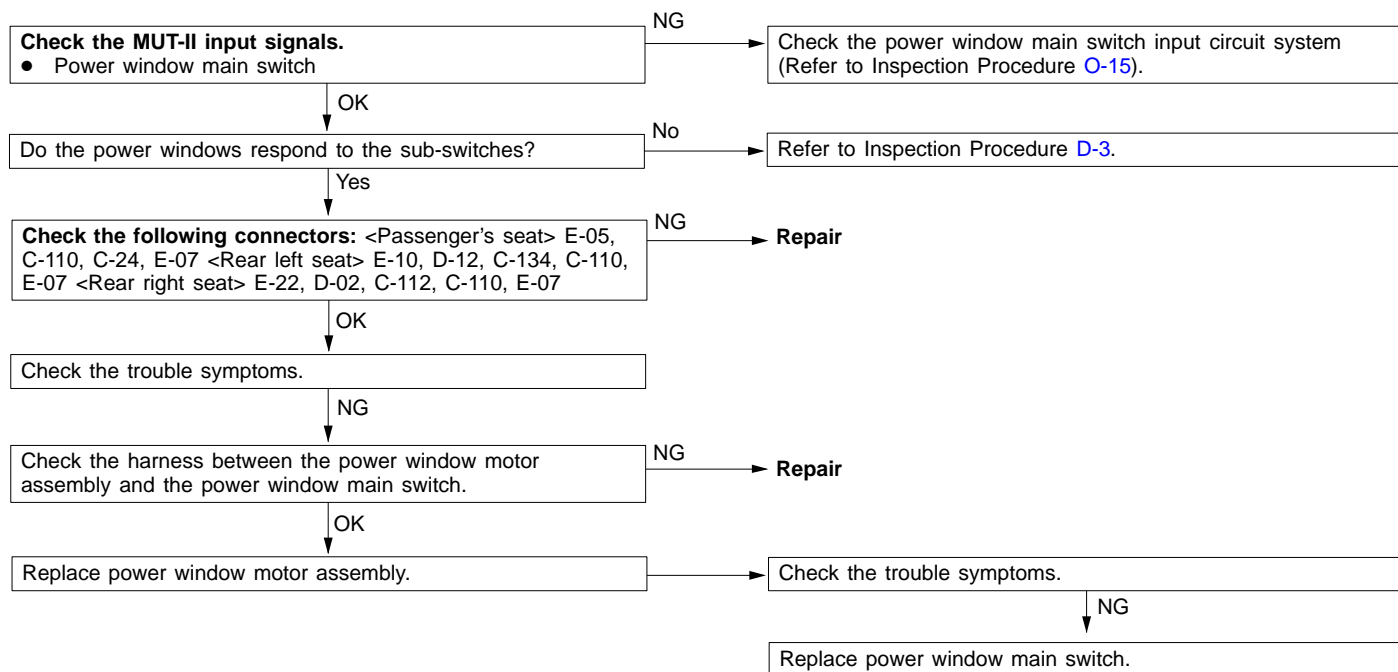 NG
Check the MUT-II input signals.
● Power window main switch
Check the power window main switch input circuit system
(Refer to Inspection Procedure O-15).
OK
No
Do the power windows respond to the sub-switches?
Refer to Inspection Procedure D-3.
Yes
NG
Check the following connectors: <Passenger's seat> E-05,
C-110, C-24, E-07 <Rear left seat> E-10, D-12, C-134, C-110,
E-07 <Rear right seat> E-22, D-02, C-112, C-110, E-07
Repair
OK
Check the trouble symptoms.
NG
Check the harness between the power window motor
assembly and the power window main switch.
NG
Repair
OK
Replace power window motor assembly.
Check the trouble symptoms.
NG
Replace power window main switch.